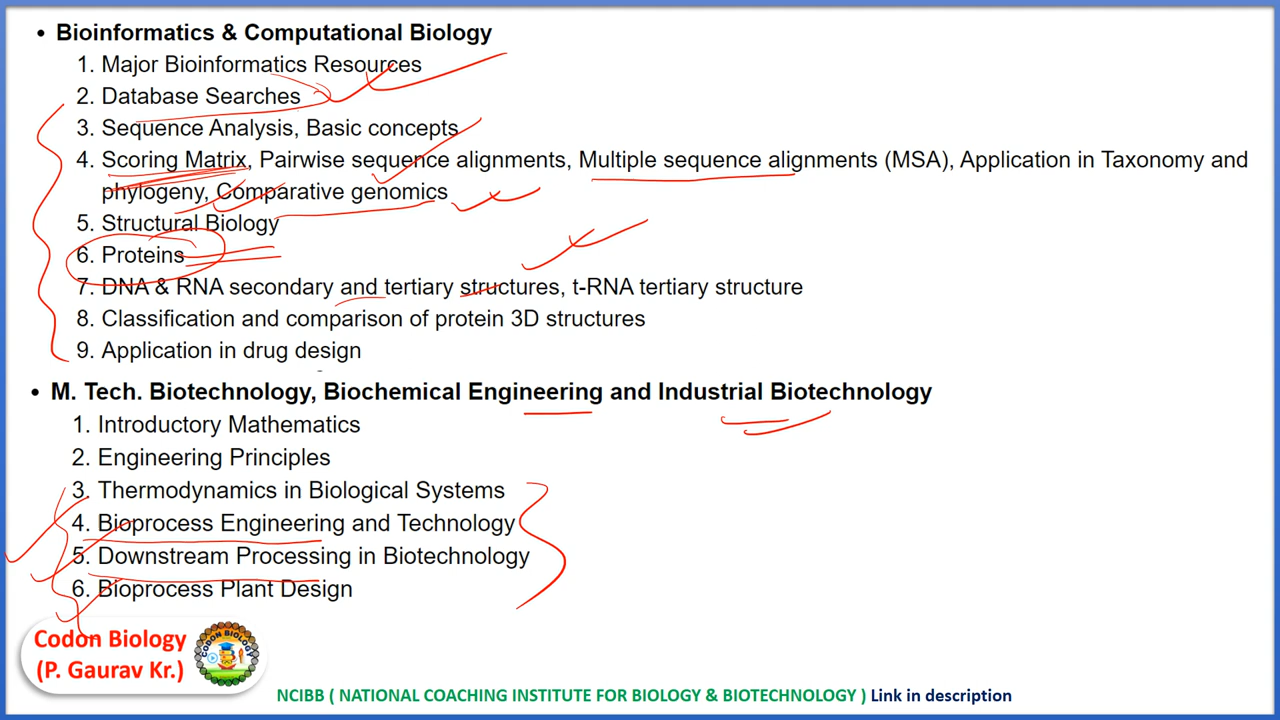 • Bioinformatics & Computational Biology
1. Major Bioinformatics Resources
2. Database Searches
3. Sequence Analysis, Basic concepts
4. Scoring Matrix, Pairwise sequence alignments, Multiple sequence alignments (MSA), Application in Taxonomy and
phylogeny, Comparative genomics
5. Structural Biology
6. Proteins
7. DNA & RNA secondary and tertiary structures, t-RNA tertiary structure
8. Classification and comparison of protein 3D structures
9. Application in drug design
• M. Tech. Biotechnology, Biochemical Engineering and Industrial Biotechnology
1. Introductory Mathematics
2. Engineering Principles
3. Thermodynamics in Biological Systems
4. Bioprocess Engineering and Technology
5. Downstream Processing in Biotechnology
6. Bioprocess Plant Design
Codon Biology
(P. Gaurav Kr.)
CODON BIOLOGY
NCIBB ( NATIONAL COACHING INSTITUTE FOR BIOLOGY & BIOTECHNOLOGY ) Link in description